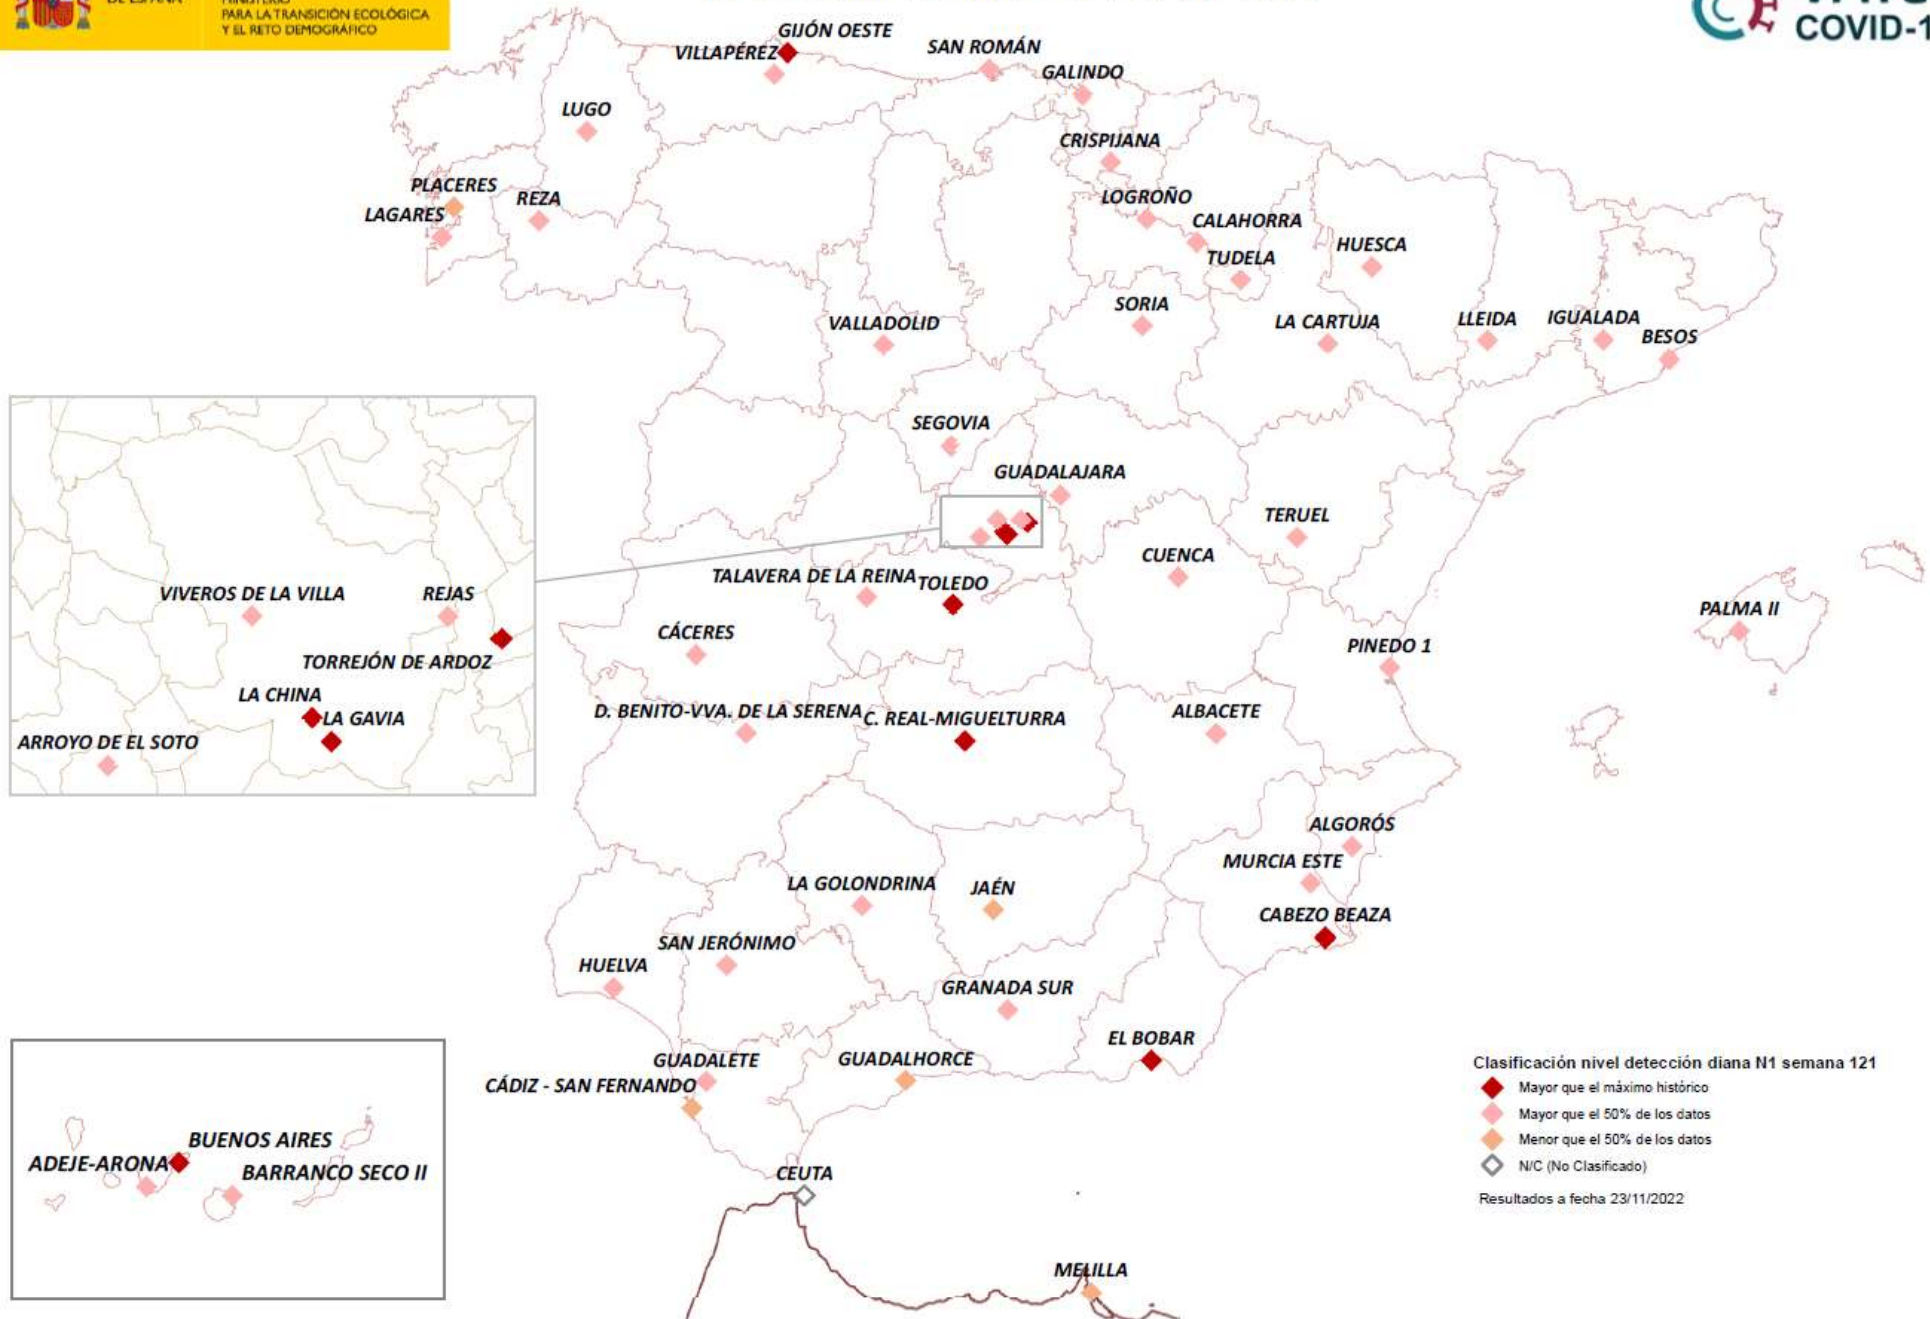 PARA LA TRANSICIÓN ECOLÓGICA
Y EL RETO DEMOGRÁFICO
COVID-1
GIJÓN OESTE
VILLAPÉREZ
SAN ROMÁN
GALINDO
LUGO
CRISPIJANA
PLACERES
REZA
LOGROÑO
LAGARES
CALAHORRA
HUESCA
TUDELA
SORIA
VALLADOLID
LA CARTUJA
LLEIDA
IGUALADA
BESOS
SEGOVIA
GUADALAJARA
TERUEL
CUENCA
TALAVERA DE LA REINA
TOLEDO
VIVEROS DE LA VILLA
REJAS
PALMA II
CÁCERES
PINEDO 1
TORREJÓN DE ARDOZ
LA CHINA
LA GAVIA
D. BENITO-VVA. DE LA SERENA
C. REAL-MIGUELTURRA
ALBACETE
ARROYO DE EL SOTO
ALGORÓS
MURCIA ESTE
LA GOLONDRINA
JAÉN
CABEZO BEAZA
SAN JERÓNIMO
HUELVA
GRANADA SUR
EL BOBAR
GUADALETE
GUADALHORCE
CÁDIZ - SAN FERNANDO
BUENOS AIRES
ADEJE-ARONA
BARRANCO SECO II
CEUTA
MELILLA
Clasificación nivel detección diana N1 semana 121
Mayor que el máximo histórico
Mayor que el 50% de los datos
Menor que el 50% de los datos
N/C (No Clasificado)
Resultados a fecha 23/11/2022